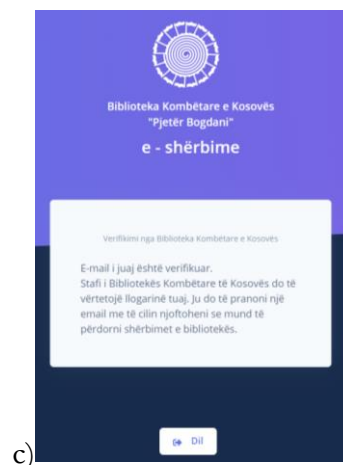 Biblioteka Kombëtare e Kosovës
"Pjetër Bogdani"
e - shërbime
Verifikimi nga Biblioteka Kombëtare e Kosovës
E-mail i juaj është verifikuar.
Stafi i Bibliotekës Kombëtare të Kosovës do të
vërtetojë llogarinë tuaj. Ju do të pranoni një
email me të cilin njoftoheni se mund të
përdorni shërbimet e bibliotekës.
Dil
c)